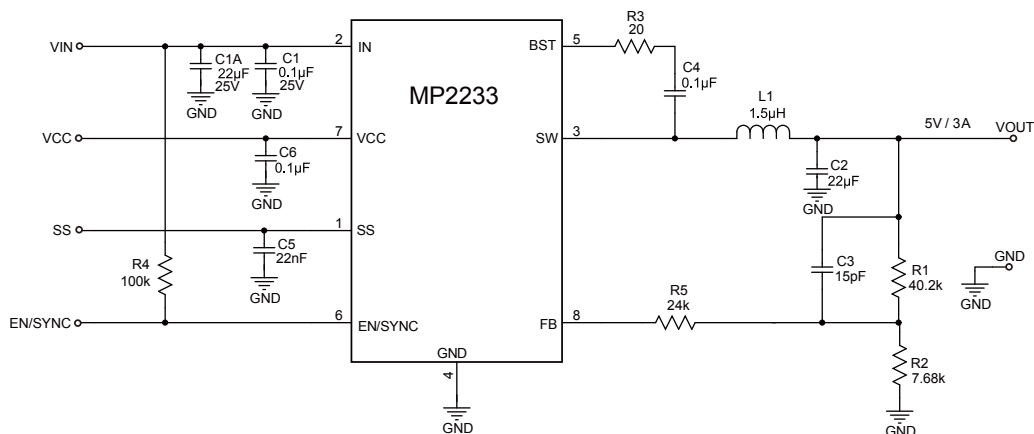 VIN
2
IN
C1A
22µF
25V
GND
C1
0.1µF
25V
GND
VCC
7
VCC
C6
0.1µF
GND
SS
1
SS
C5
22nF
GND
R4
100k
EN/SYNC
6
EN/SYNC
MP2233
GND
4
GND
BST
5
R3
20
C4
0.1µF
SW
3
L1
1.5µH
5V / 3A
VOUT
C2
22µF
GND
C3
15pF
R1
40.2k
GND
GND
FB
8
R5
24k
R2
7.68k
GND